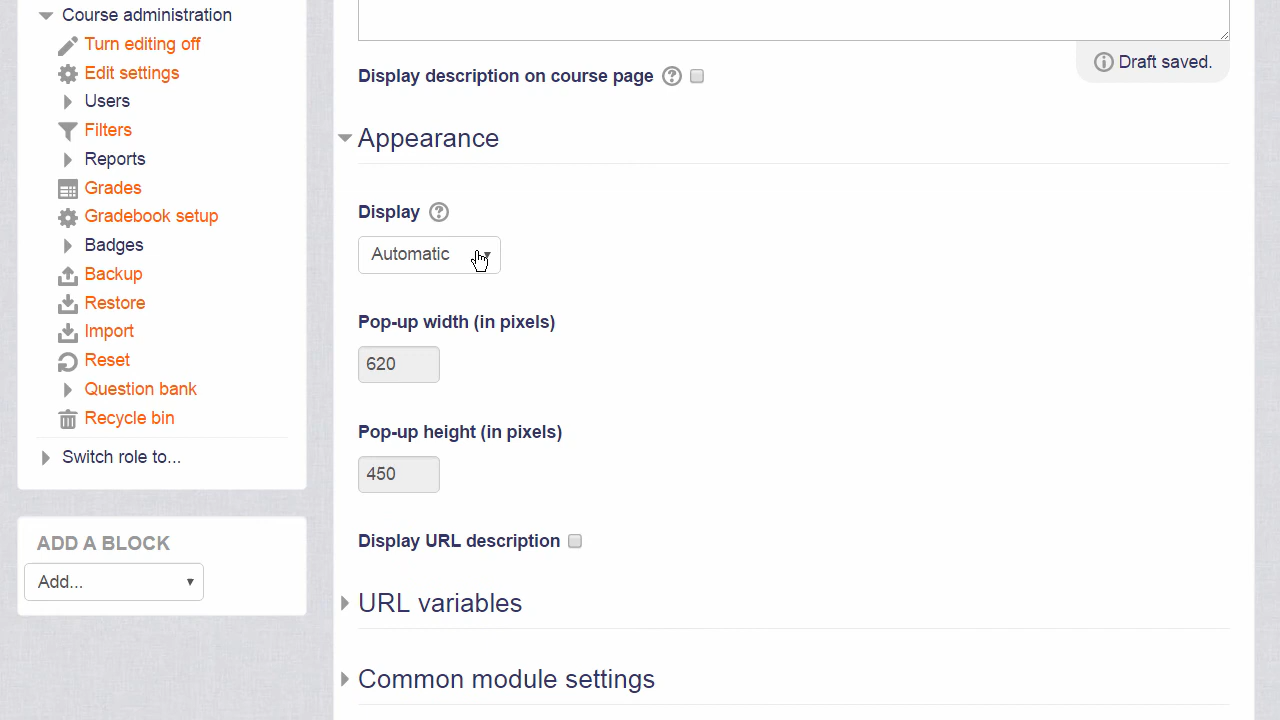 Course administration
Turn editing off
Edit settings
Users
Filters
Reports
Grades
Gradebook setup
Badges
Backup
Restore
Import
Reset
Question bank
Recycle bin
Switch role to...
ADD A BLOCK
Add...
Draft saved.
Display description on course page
Appearance
Display
Automatic
Pop-up width (in pixels)
620
Pop-up height (in pixels)
450
Display URL description
URL variables
Common module settings